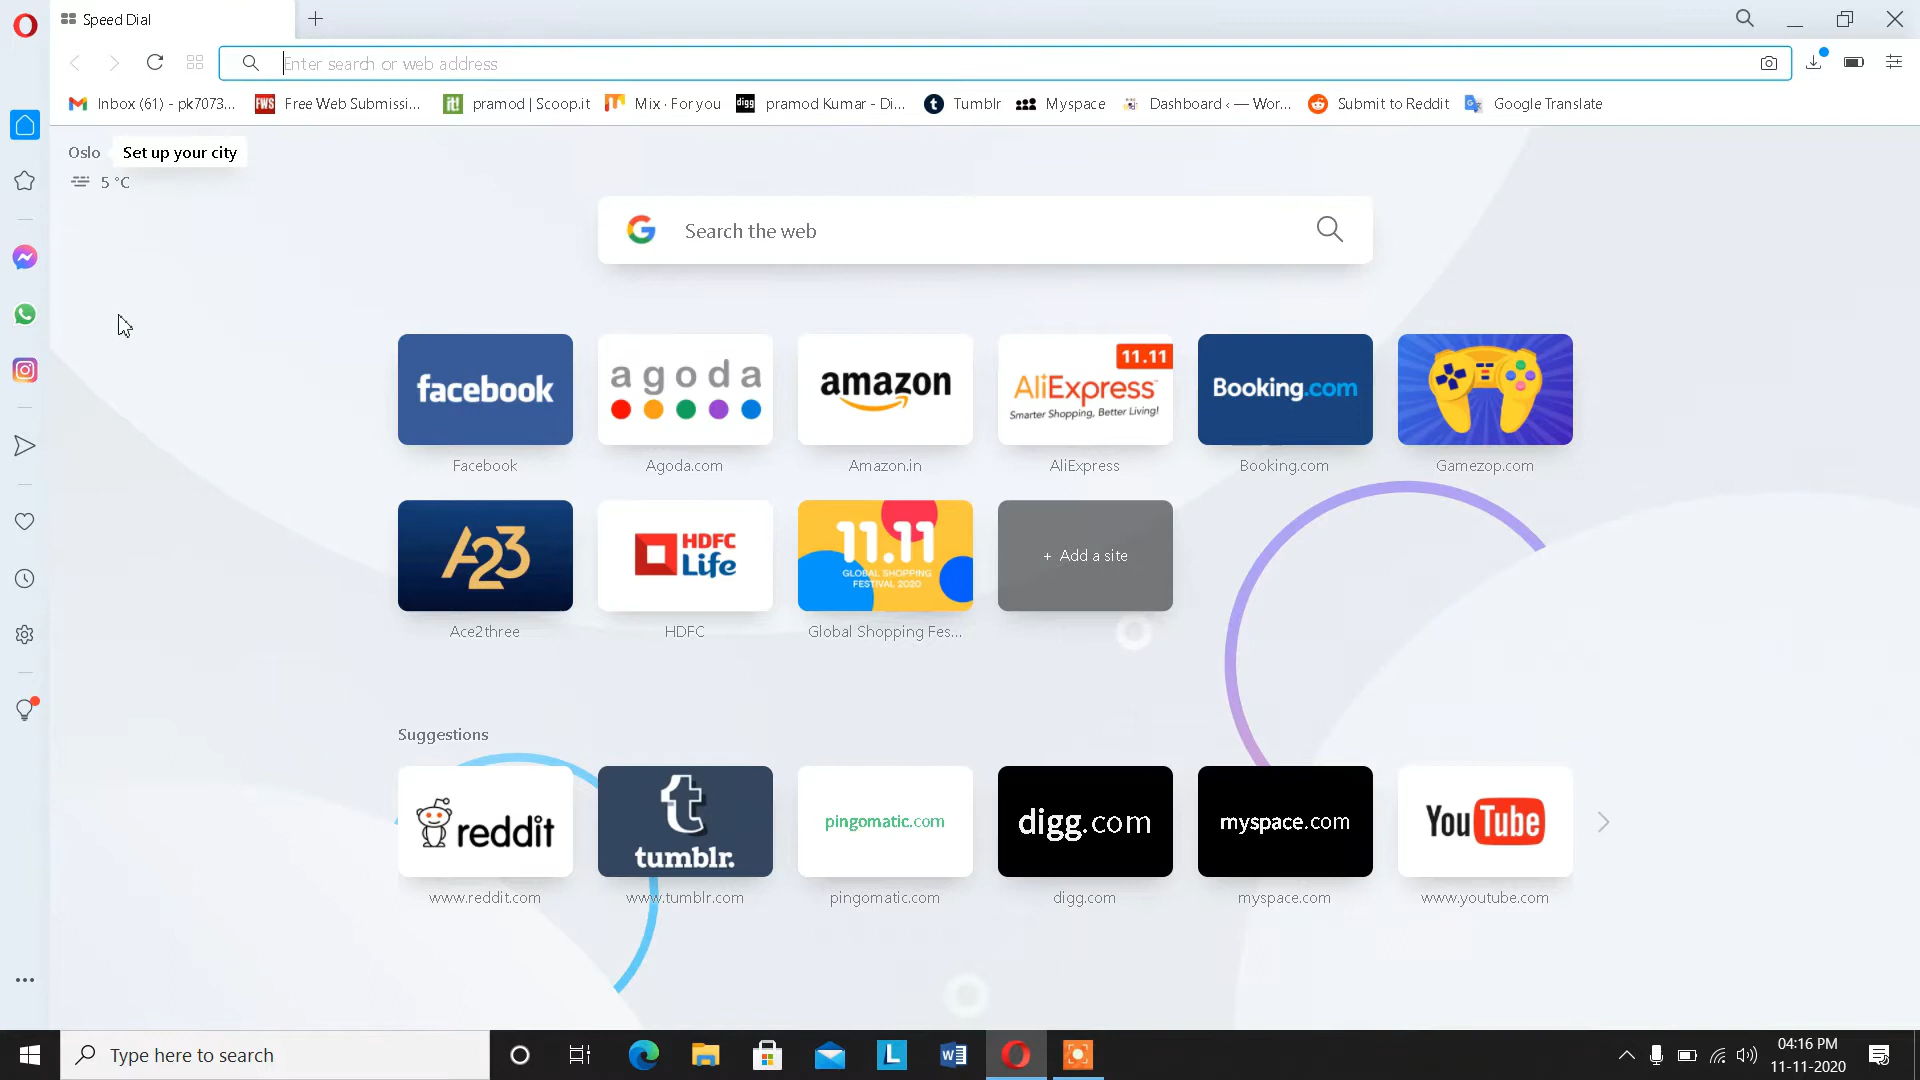 Speed Dial
Enter search or web address
Inbox (61) - pk7073...
FWS Free Web Submissi...
it! pramod | Scoop.it
Mix · For you
digg pramod Kumar - Di...
t Tumblr
Myspace
Dashboard ‹ — Wor...
Submit to Reddit
Google Translate
Oslo Set up your city
5 °C
Search the web
facebook
agoda
amazon
11.11
AliExpress
Smarter Shopping, Better Living!
Booking.com
Facebook
Agoda.com
Amazon.in
AliExpress
Booking.com
Gamezop.com
A23
HDFC
Life
11.11
GLOBAL SHOPPING
FESTIVAL 2020
+ Add a site
Ace2three
HDFC
Global Shopping Fes...
Suggestions
reddit
t
tumblr.
pingomatic.com
digg.com
myspace.com
YouTube
www.reddit.com
www.tumblr.com
pingomatic.com
digg.com
myspace.com
www.youtube.com
Type here to search
L
W
04:16 PM
11-11-2020